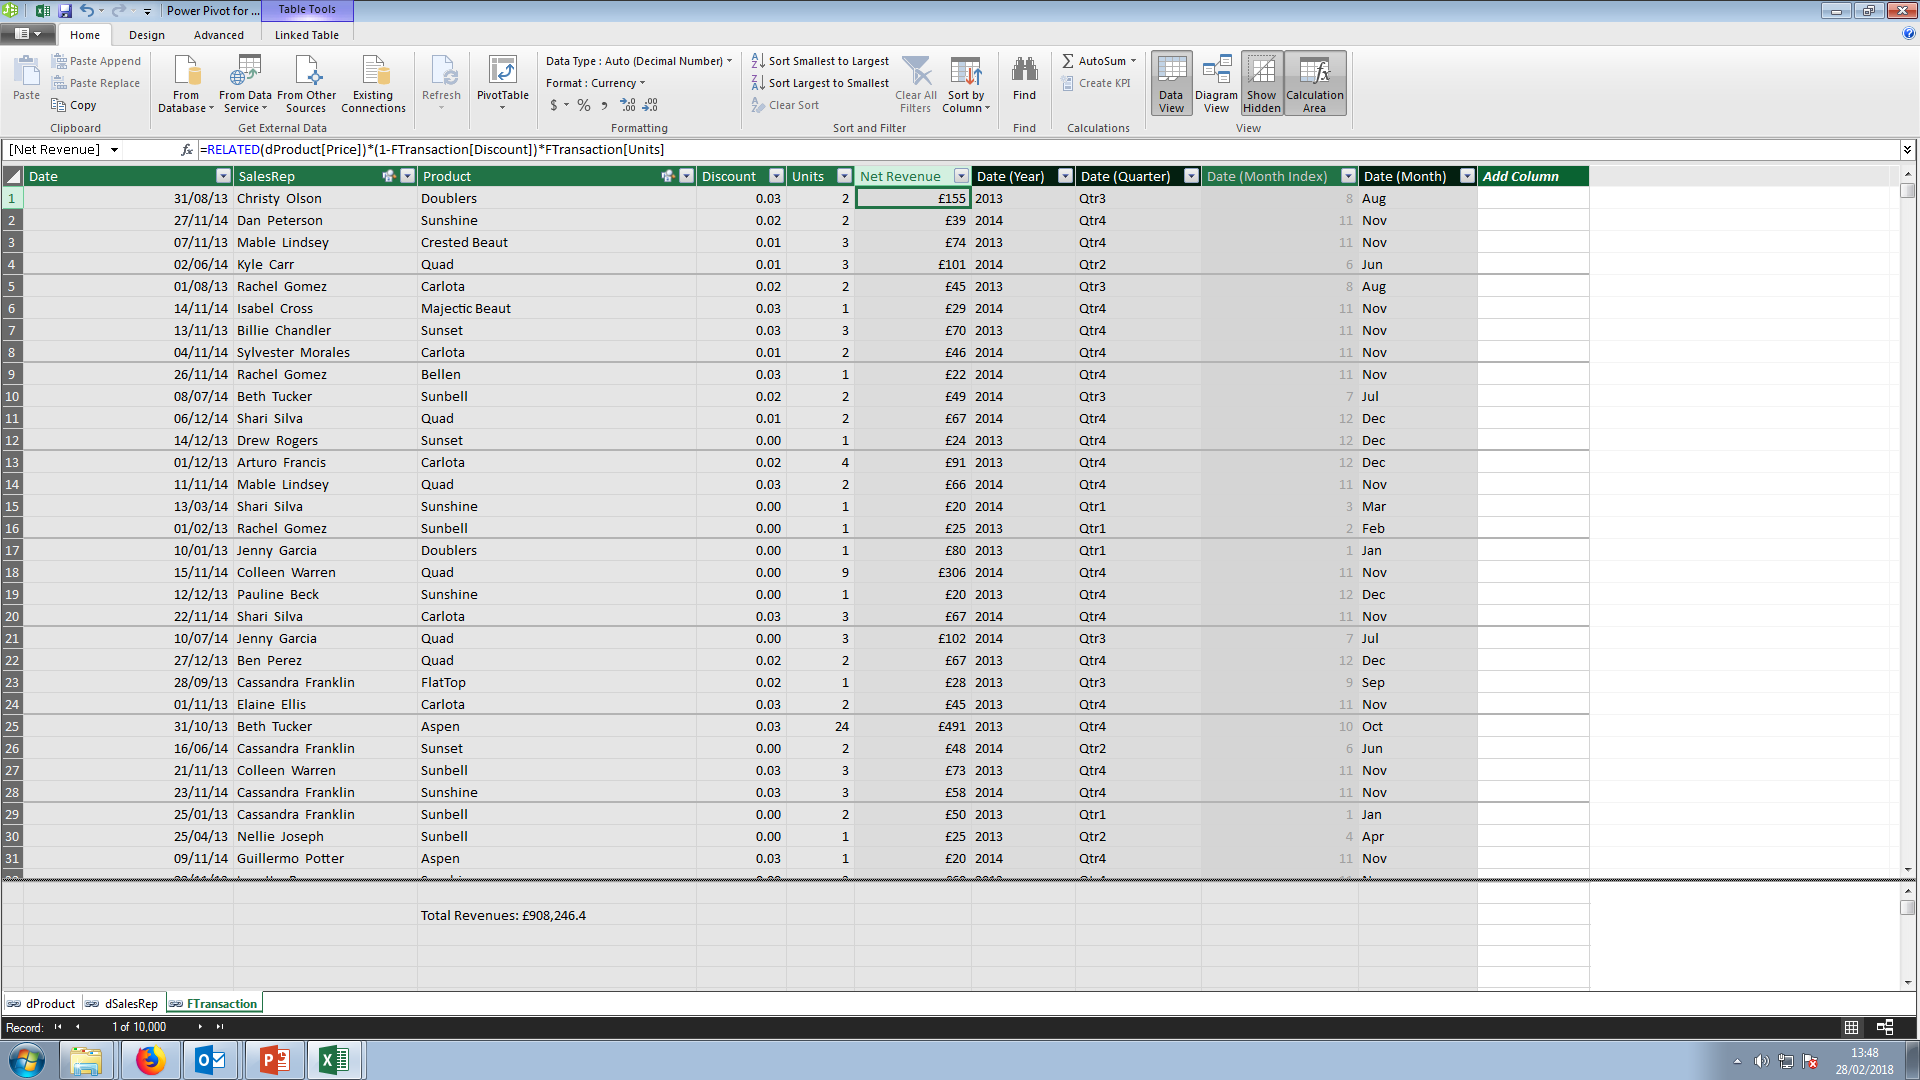 Power Pivot for ... Table Tools
Home Design Advanced Linked Table
Paste
Paste Append
Paste Replace
Copy
Clipboard
From Database
From Data Service
From Other Sources
Existing Connections
Get External Data
Refresh
PivotTable
Data Type : Auto (Decimal Number)
Format : Currency
$ % ,
Formatting
Sort Smallest to Largest
Sort Largest to Smallest
Clear Sort
Clear All Filters
Sort by Column
Sort and Filter
Find
Find
AutoSum
Create KPI
Calculations
Data View
Diagram View
Show Hidden
Calculation Area
View
[Net Revenue] fx =RELATED(dProduct[Price])*(1-FTransaction[Discount])*FTransaction[Units]
Date SalesRep Product Discount Units Net Revenue Date (Year) Date (Quarter) Date (Month Index) Date (Month) Add Column
1 31/08/13 Christy Olson Doublers 0.03 2 £155 2013 Qtr3 8 Aug
2 27/11/14 Dan Peterson Sunshine 0.02 2 £39 2014 Qtr4 11 Nov
3 07/11/13 Mable Lindsey Crested Beaut 0.01 3 £74 2013 Qtr4 11 Nov
4 02/06/14 Kyle Carr Quad 0.01 3 £101 2014 Qtr2 6 Jun
5 01/08/13 Rachel Gomez Carlota 0.02 2 £45 2013 Qtr3 8 Aug
6 14/11/14 Isabel Cross Majectic Beaut 0.03 1 £29 2014 Qtr4 11 Nov
7 13/11/13 Billie Chandler Sunset 0.03 3 £70 2013 Qtr4 11 Nov
8 04/11/14 Sylvester Morales Carlota 0.01 2 £46 2014 Qtr4 11 Nov
9 26/11/14 Rachel Gomez Bellen 0.03 1 £22 2014 Qtr4 11 Nov
10 08/07/14 Beth Tucker Sunbell 0.02 2 £49 2014 Qtr3 7 Jul
11 06/12/14 Shari Silva Quad 0.01 2 £67 2014 Qtr4 12 Dec
12 14/12/13 Drew Rogers Sunset 0.00 1 £24 2013 Qtr4 12 Dec
13 01/12/13 Arturo Francis Carlota 0.02 4 £91 2013 Qtr4 12 Dec
14 11/11/14 Mable Lindsey Quad 0.03 2 £66 2014 Qtr4 11 Nov
15 13/03/14 Shari Silva Sunshine 0.00 1 £20 2014 Qtr1 3 Mar
16 01/02/13 Rachel Gomez Sunbell 0.00 1 £25 2013 Qtr1 2 Feb
17 10/01/13 Jenny Garcia Doublers 0.00 1 £80 2013 Qtr1 1 Jan
18 15/11/14 Colleen Warren Quad 0.00 9 £306 2014 Qtr4 11 Nov
19 12/12/13 Pauline Beck Sunshine 0.00 1 £20 2013 Qtr4 12 Dec
20 22/11/14 Shari Silva Carlota 0.03 3 £67 2014 Qtr4 11 Nov
21 10/07/14 Jenny Garcia Quad 0.00 3 £102 2014 Qtr3 7 Jul
22 27/12/13 Ben Perez Quad 0.02 2 £67 2013 Qtr4 12 Dec
23 28/09/13 Cassandra Franklin FlatTop 0.02 1 £28 2013 Qtr3 9 Sep
24 01/11/13 Elaine Ellis Carlota 0.03 2 £45 2013 Qtr4 11 Nov
25 31/10/13 Beth Tucker Aspen 0.03 24 £491 2013 Qtr4 10 Oct
26 16/06/14 Cassandra Franklin Sunset 0.00 2 £48 2014 Qtr2 6 Jun
27 21/11/13 Colleen Warren Sunbell 0.03 3 £73 2013 Qtr4 11 Nov
28 23/11/14 Cassandra Franklin Sunshine 0.03 3 £58 2014 Qtr4 11 Nov
29 25/01/13 Cassandra Franklin Sunbell 0.00 2 £50 2013 Qtr1 1 Jan
30 25/04/13 Nellie Joseph Sunbell 0.00 1 £25 2013 Qtr2 4 Apr
31 09/11/14 Guillermo Potter Aspen 0.03 1 £20 2014 Qtr4 11 Nov
Total Revenues: £908,246.4
dProduct dSalesRep FTransaction
Record: 1 of 10,000
13:48
28/02/2018